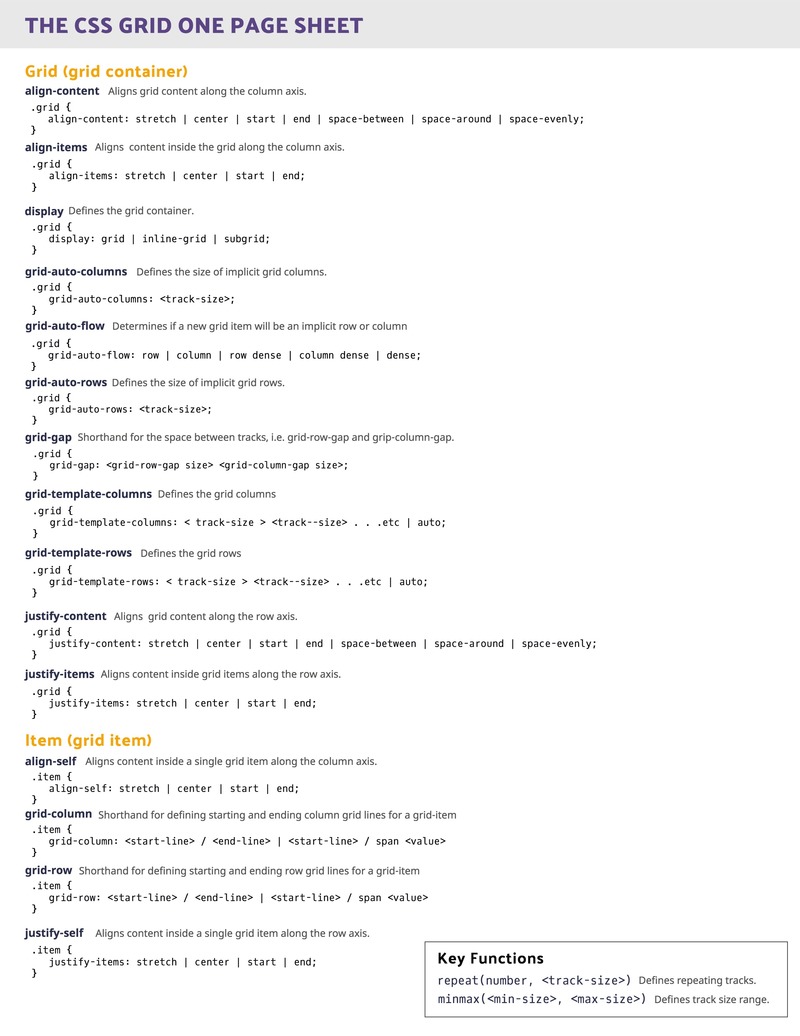 THE CSS GRID ONE PAGE SHEET
Grid (grid container)
align-content Aligns grid content along the column axis.
.grid {
align-content: stretch | center | start | end | space-between | space-around | space-evenly;
}
align-items Aligns content inside the grid along the column axis.
.grid {
align-items: stretch | center | start | end;
}
display Defines the grid container.
.grid {
display: grid | inline-grid | subgrid;
}
grid-auto-columns Defines the size of implicit grid columns.
.grid {
grid-auto-columns: <track-size>;
}
grid-auto-flow Determines if a new grid item will be an implicit row or column
.grid {
grid-auto-flow: row | column | row dense | column dense | dense;
}
grid-auto-rows Defines the size of implicit grid rows.
.grid {
grid-auto-rows: <track-size>;
}
grid-gap Shorthand for the space between tracks, i.e. grid-row-gap and grip-column-gap.
.grid {
grid-gap: <grid-row-gap size> <grid-column-gap size>;
}
grid-template-columns Defines the grid columns
.grid {
grid-template-columns: < track-size > <track--size> . . .etc | auto;
}
grid-template-rows Defines the grid rows
.grid {
grid-template-rows: < track-size > <track--size> . . .etc | auto;
}
justify-content Aligns grid content along the row axis.
.grid {
justify-content: stretch | center | start | end | space-between | space-around | space-evenly;
}
justify-items Aligns content inside grid items along the row axis.
.grid {
justify-items: stretch | center | start | end;
}
Item (grid item)
align-self Aligns content inside a single grid item along the column axis.
.item {
align-self: stretch | center | start | end;
}
grid-column Shorthand for defining starting and ending column grid lines for a grid-item
.item {
grid-column: <start-line> / <end-line> | <start-line> / span <value>
}
grid-row Shorthand for defining starting and ending row grid lines for a grid-item
.item {
grid-row: <start-line> / <end-line> | <start-line> / span <value>
}
justify-self Aligns content inside a single grid item along the row axis.
.item {
justify-items: stretch | center | start | end;
}
Key Functions
repeat(number, <track-size>) Defines repeating tracks.
minmax(<min-size>, <max-size>) Defines track size range.